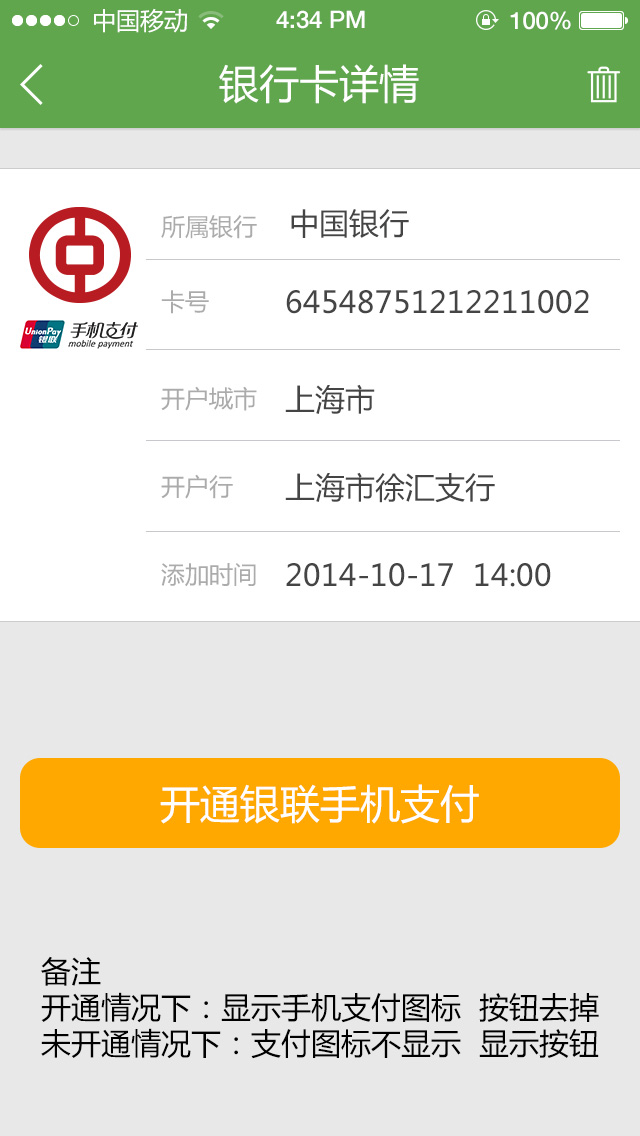 中国移动 4:34 PM 100%
银行卡详情
所属银行 中国银行
卡号 64548751212211002
UnionPay 银联 手机支付
mobile payment
开户城市 上海市
开户行 上海市徐汇支行
添加时间 2014-10-17 14:00
开通银联手机支付
备注
开通情况下：显示手机支付图标 按钮去掉
未开通情况下：支付图标不显示 显示按钮